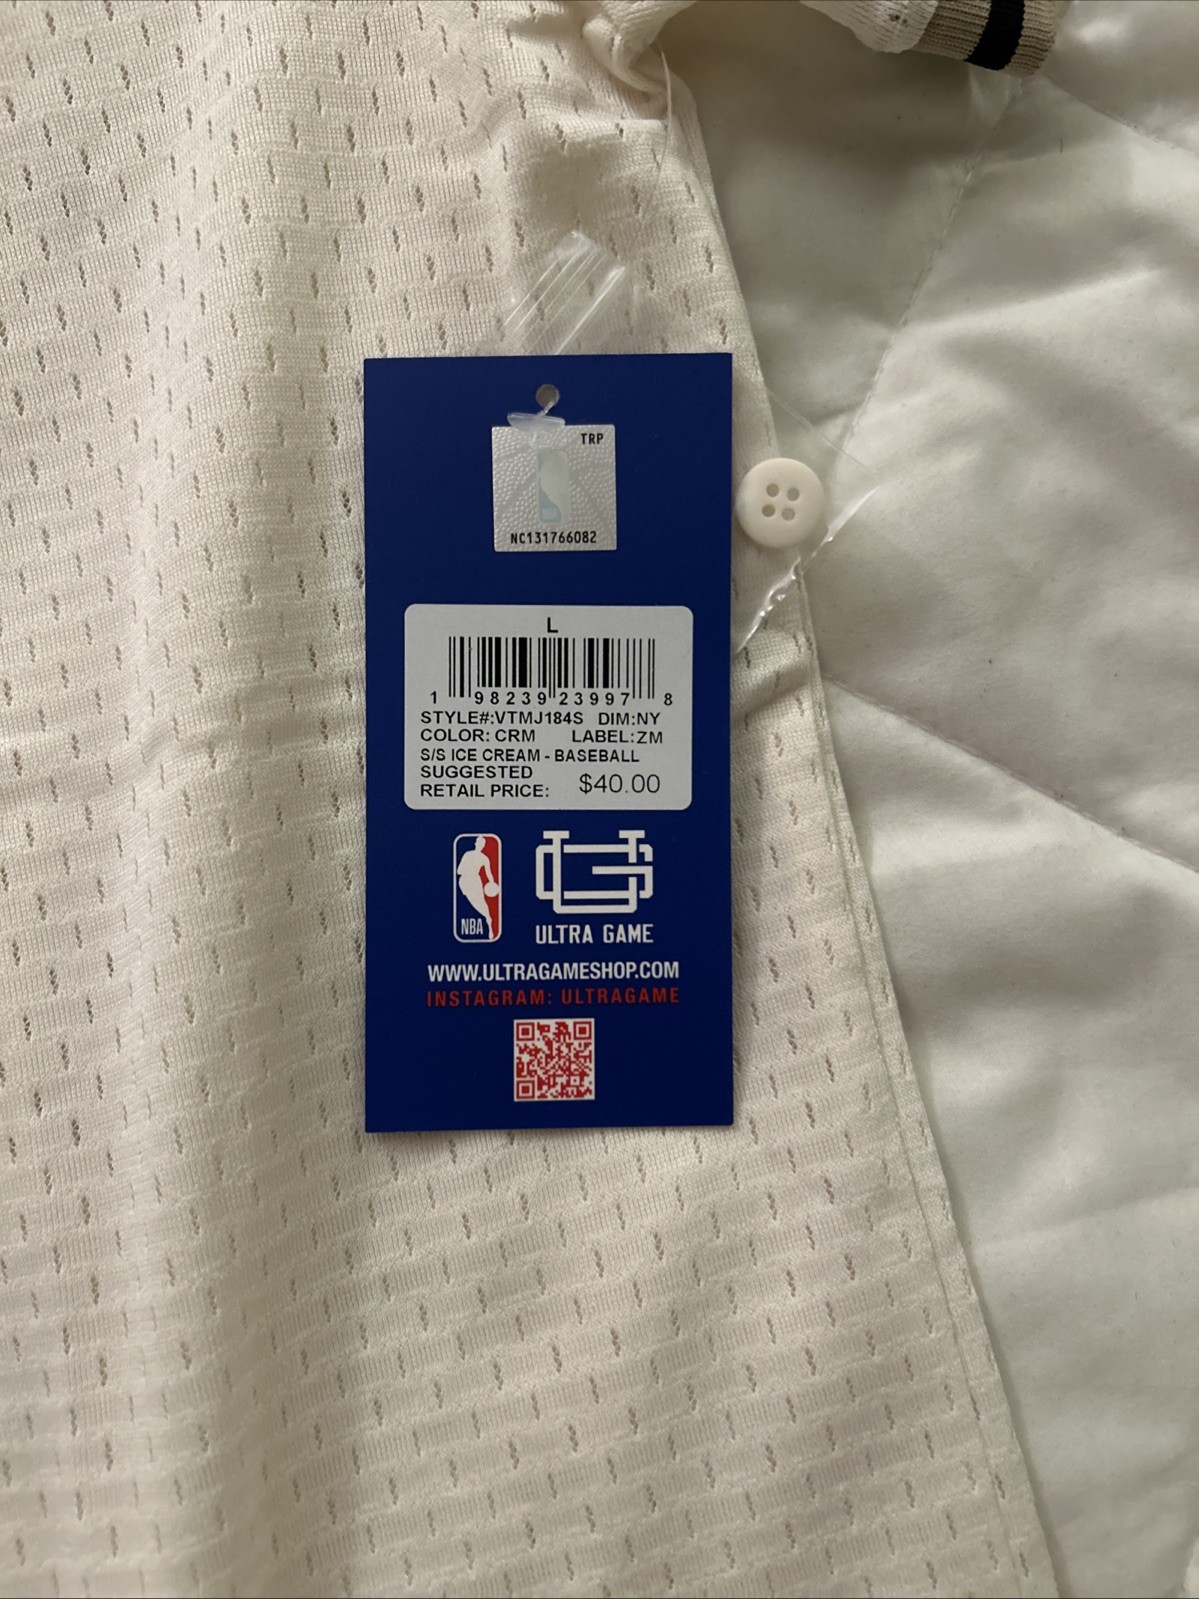 TRP
NC131766082
L
1 98239 23997 8
STYLE#:VTMJ184S DIM:NY
COLOR: CRM LABEL:ZM
S/S ICE CREAM - BASEBALL
SUGGESTED
RETAIL PRICE: $40.00
NBA
UG
ULTRA GAME
WWW.ULTRAGAMESHOP.COM
INSTAGRAM: ULTRAGAME